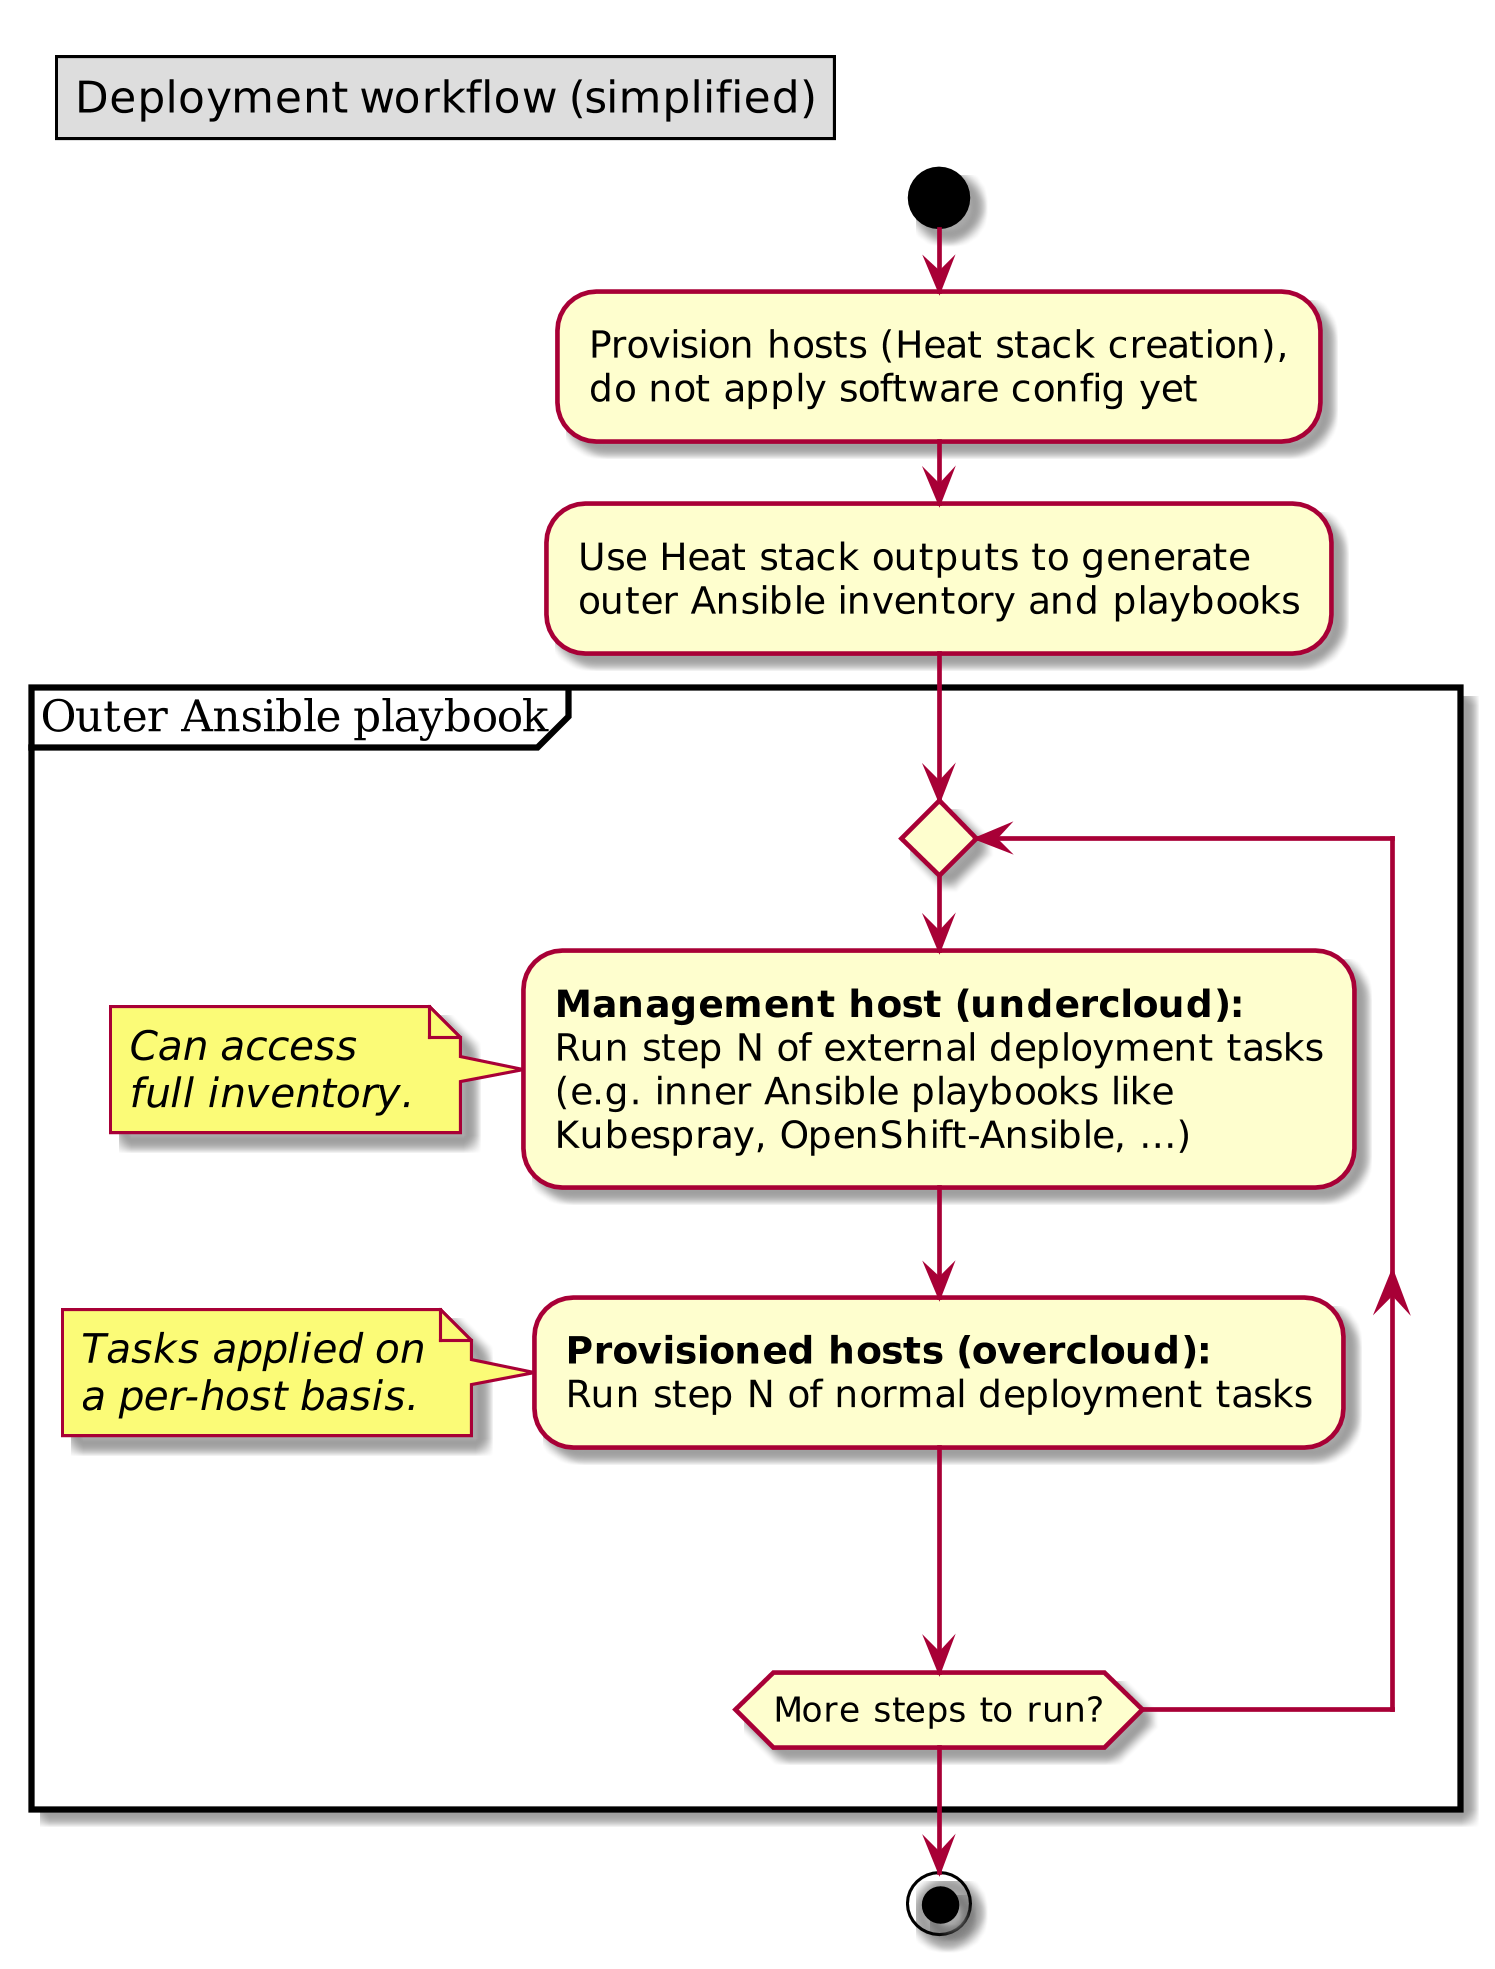 Deployment workflow (simplified)
Provision hosts (Heat stack creation),
do not apply software config yet
Use Heat stack outputs to generate
outer Ansible inventory and playbooks
Outer Ansible playbook
Can access
full inventory.
Management host (undercloud):
Run step N of external deployment tasks
(e.g. inner Ansible playbooks like
Kubespray, OpenShift-Ansible, ...)
Tasks applied on
a per-host basis.
Provisioned hosts (overcloud):
Run step N of normal deployment tasks
More steps to run?